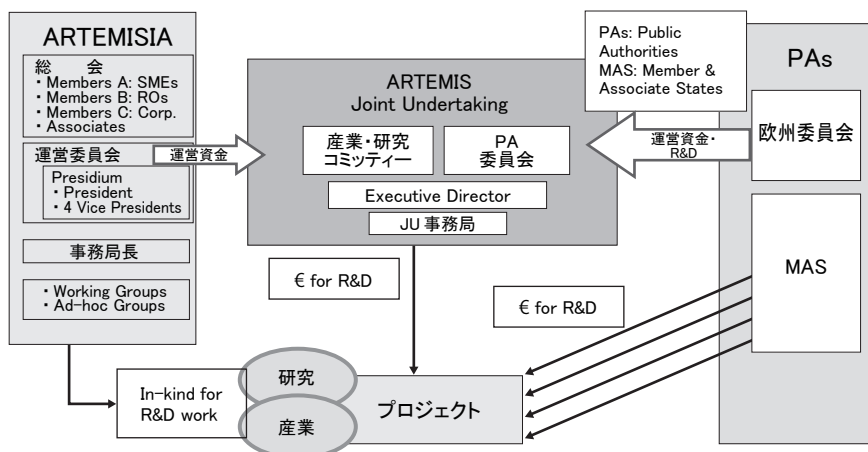 ARTEMISIA
総　会
・Members A: SMEs
・Members B: ROs
・Members C: Corp.
・Associates
運営委員会
Presidium
・President
・4 Vice Presidents
事務局長
・Working Groups
・Ad-hoc Groups
運営資金
ARTEMIS
Joint Undertaking
産業・研究
コミッティー
PA
委員会
Executive Director
JU 事務局
PAs: Public
Authorities
MAS: Member &
Associate States
PAs
欧州委員会
運営資金・
R&D
MAS
€ for R&D
€ for R&D
In-kind for
R&D work
研究
産業
プロジェクト